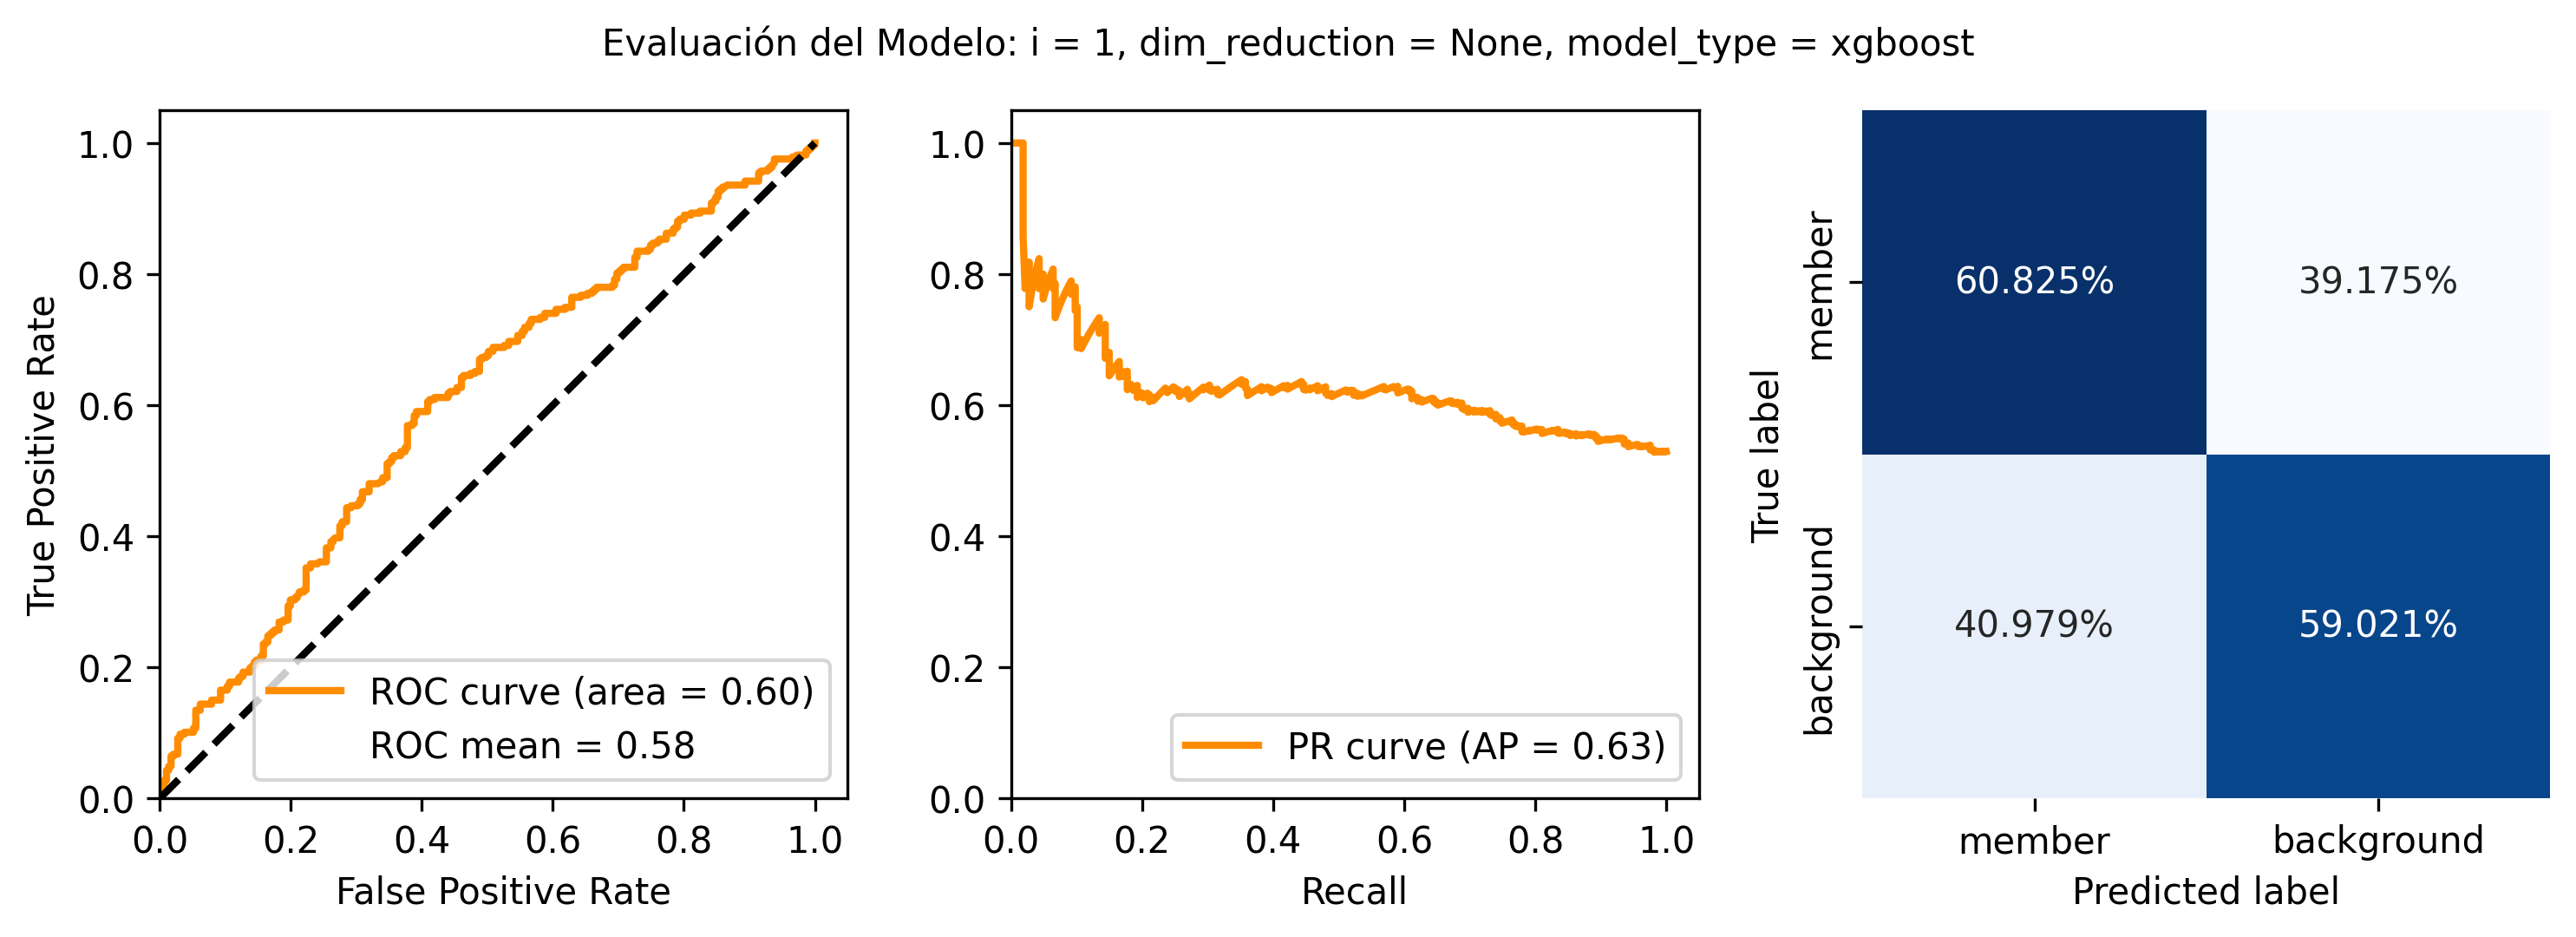 Evaluación del Modelo: i = 1, dim_reduction = None, model_type = xgboost
True Positive Rate
1.0
0.8
0.6
0.4
0.2
0.0
ROC curve (area = 0.60)
ROC mean = 0.58
0.0 0.2 0.4 0.6 0.8 1.0
False Positive Rate
1.0
0.8
0.6
0.4
0.2
0.0
PR curve (AP = 0.63)
0.0 0.2 0.4 0.6 0.8 1.0
Recall
True label
member
background
60.825% 39.175%
40.979% 59.021%
member background
Predicted label